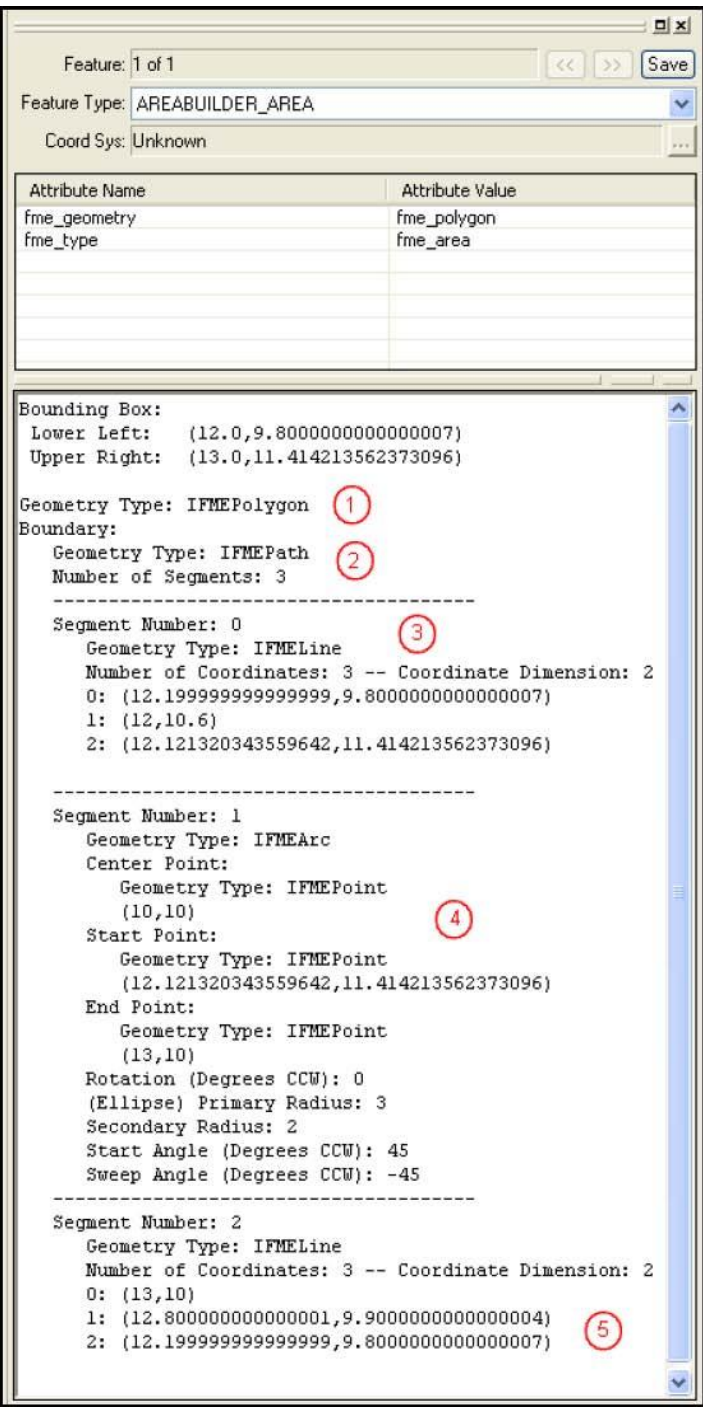 Feature: 1 of 1 << >> Save
Feature Type: AREABUILDER_AREA
Coord Sys: Unknown ...
Attribute Name Attribute Value
fme_geometry fme_polygon
fme_type fme_area
Bounding Box:
Lower Left: (12.0,9.8000000000000007)
Upper Right: (13.0,11.414213562373096)
Geometry Type: IFMEPolygon 1
Boundary:
Geometry Type: IFMEPath 2
Number of Segments: 3
-------------------------------------
Segment Number: 0 3
Geometry Type: IFMELine
Number of Coordinates: 3 -- Coordinate Dimension: 2
0: (12.199999999999999,9.8000000000000007)
1: (12,10.6)
2: (12.121320343559642,11.414213562373096)
-------------------------------------
Segment Number: 1
Geometry Type: IFMEArc
Center Point:
Geometry Type: IFMEPoint
(10,10) 4
Start Point:
Geometry Type: IFMEPoint
(12.121320343559642,11.414213562373096)
End Point:
Geometry Type: IFMEPoint
(13,10)
Rotation (Degrees CCW): 0
(Ellipse) Primary Radius: 3
Secondary Radius: 2
Start Angle (Degrees CCW): 45
Sweep Angle (Degrees CCW): -45
-------------------------------------
Segment Number: 2
Geometry Type: IFMELine
Number of Coordinates: 3 -- Coordinate Dimension: 2
0: (13,10)
1: (12.800000000000001,9.9000000000000004)
2: (12.199999999999999,9.8000000000000007) 5